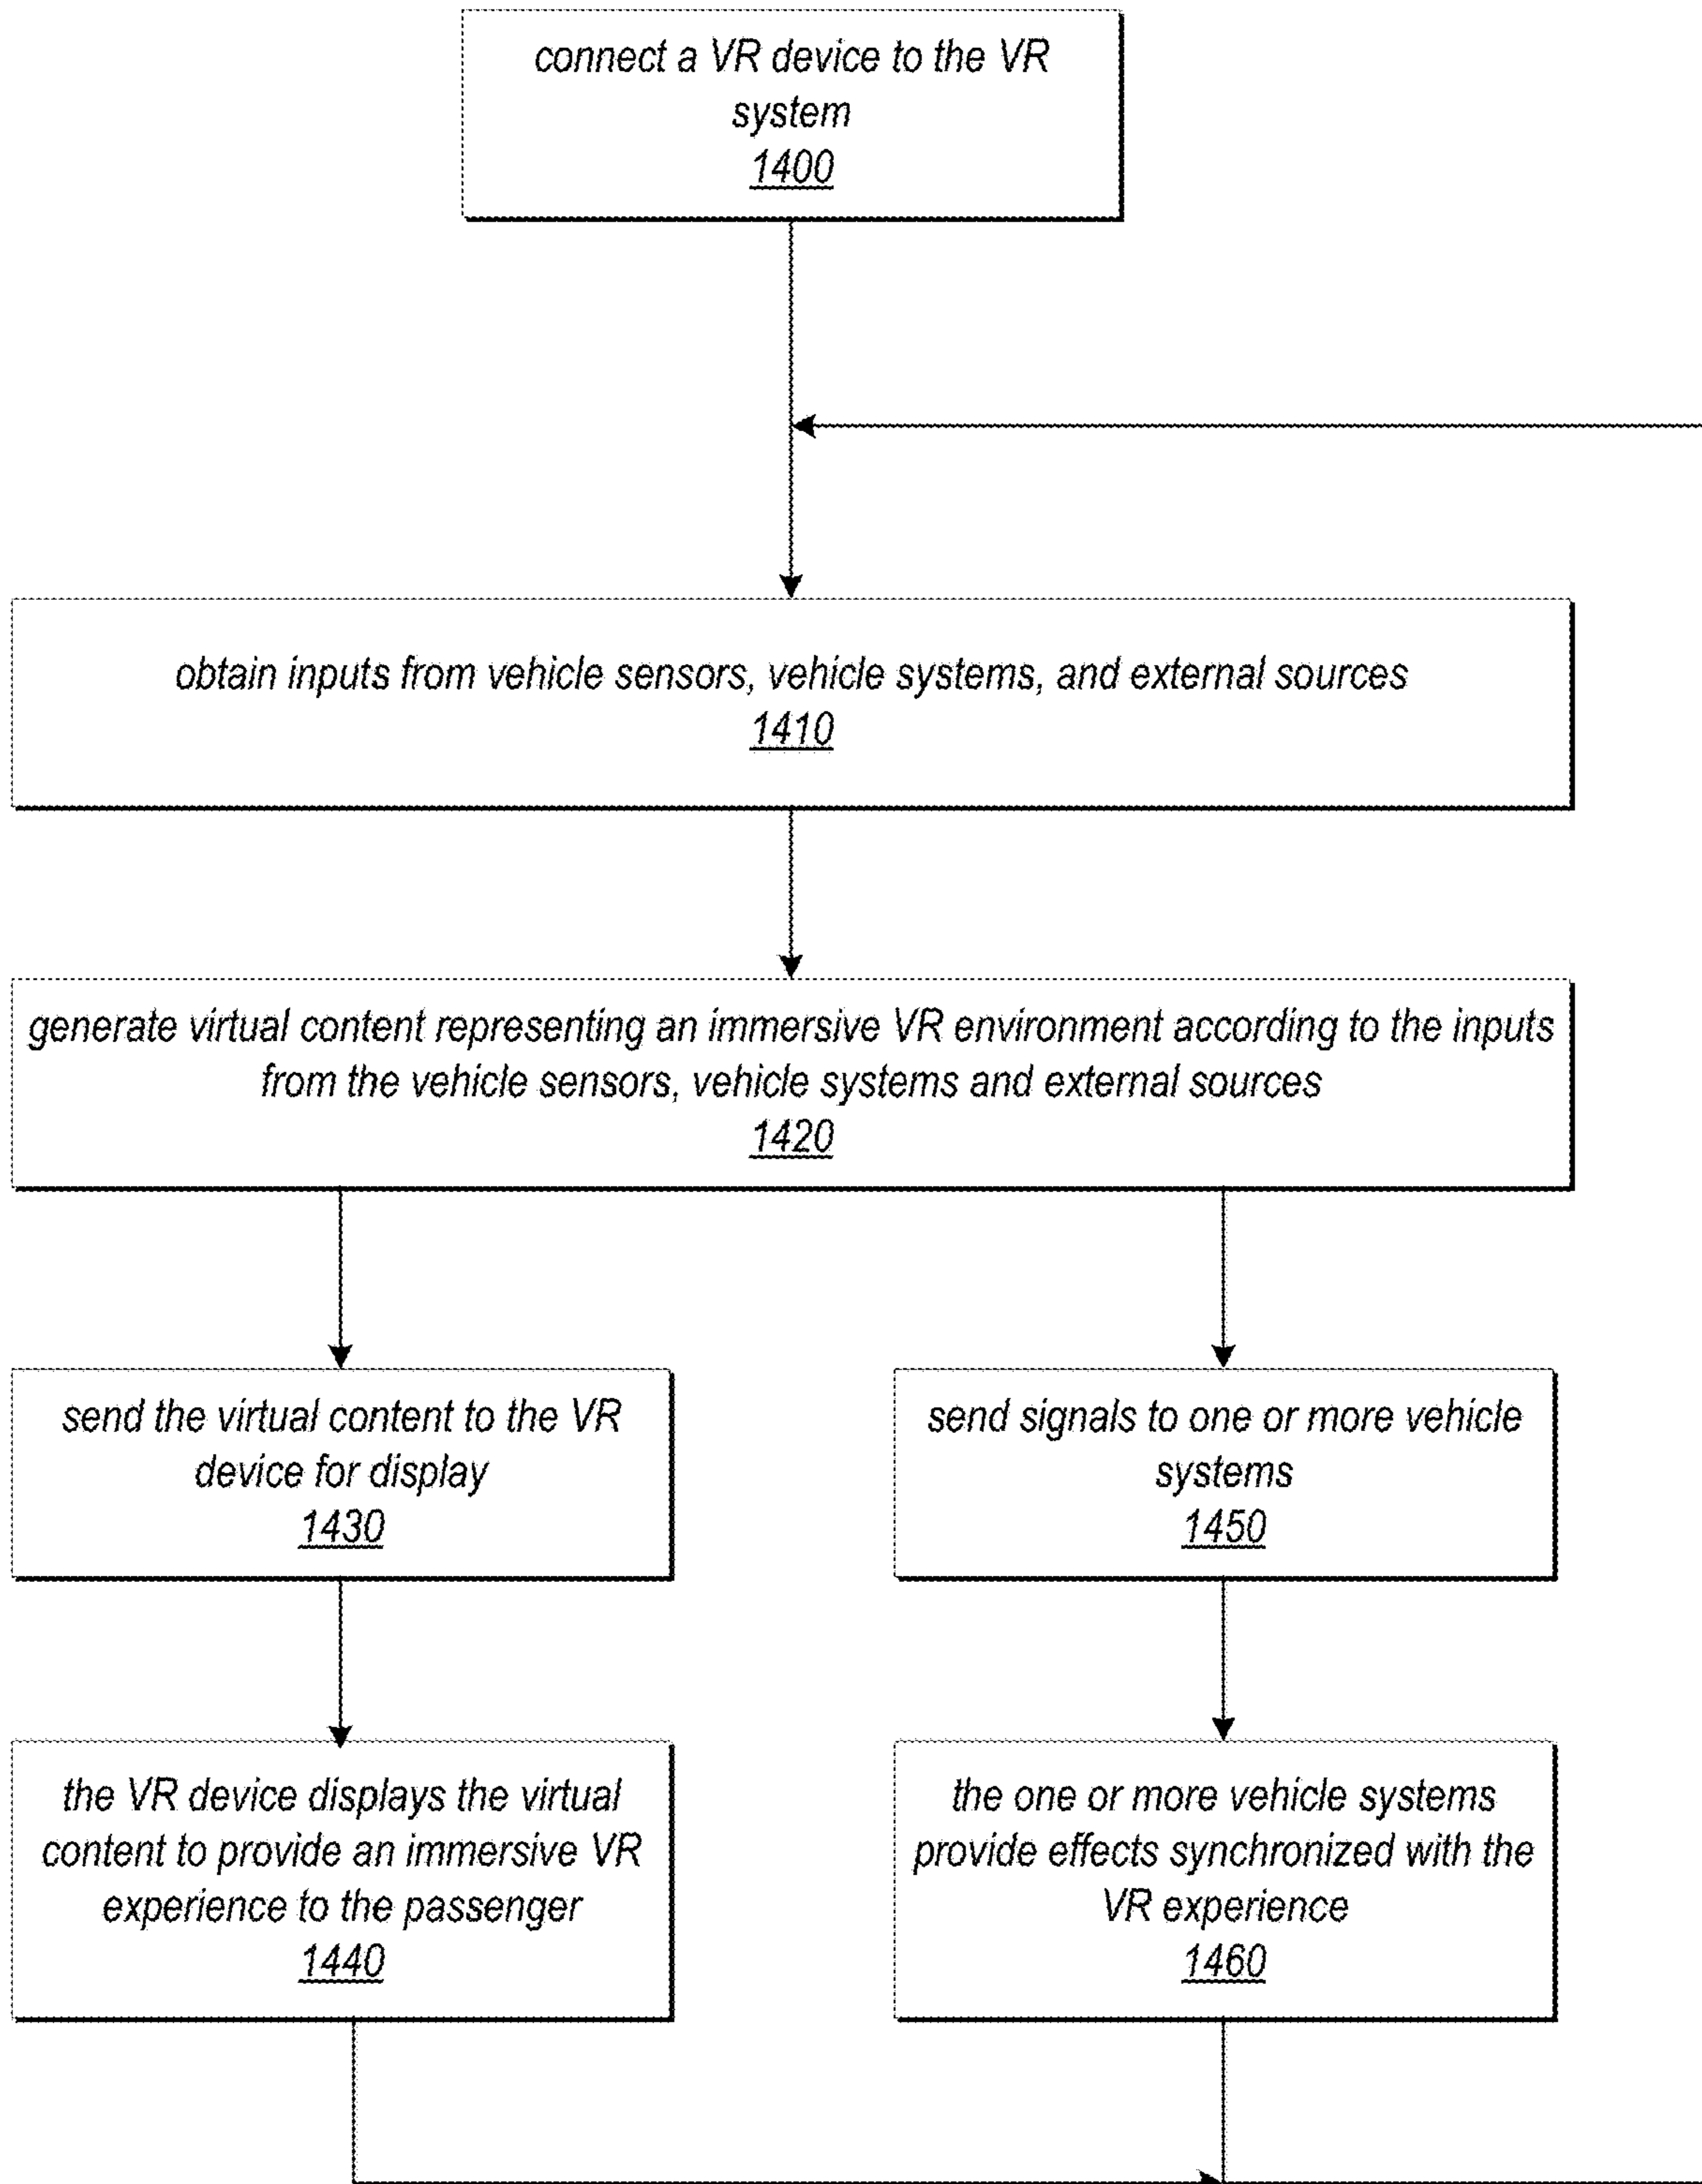 connect a VR device to the VR
system
1400
obtain inputs from vehicle sensors, vehicle systems, and external sources
1410
generate virtual content representing an immersive VR environment according to the inputs
from the vehicle sensors, vehicle systems and external sources
1420
send the virtual content to the VR
device for display
1430
the VR device displays the virtual
content to provide an immersive VR
experience to the passenger
1440
send signals to one or more vehicle
systems
1450
the one or more vehicle systems
provide effects synchronized with the
VR experience
1460